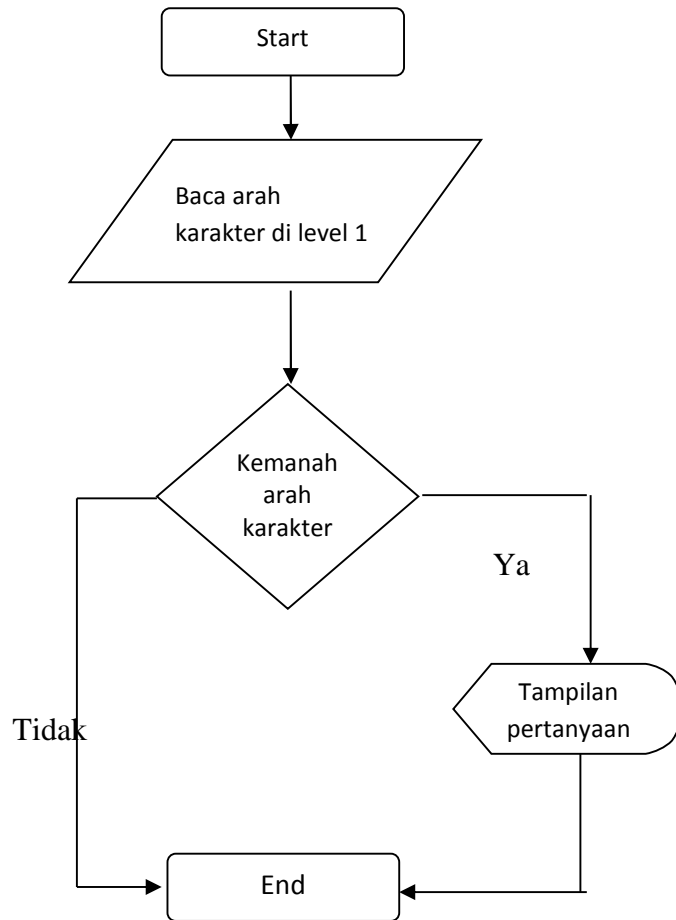 Start
Baca arah
karakter di level 1
Kemanah
arah
karakter
Ya
Tampilan
pertanyaan
Tidak
End